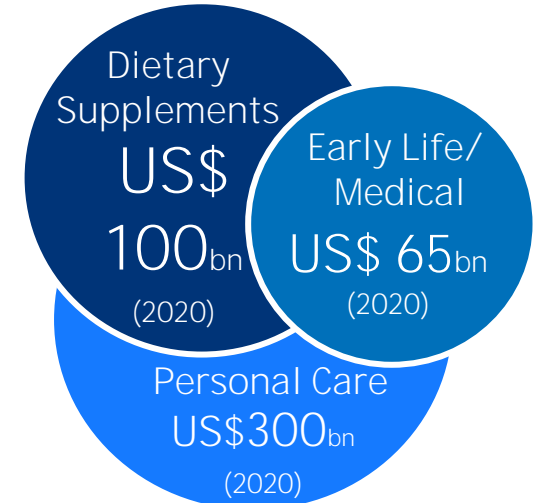 Dietary
Supplements
US$
100bn
(2020)
Early Life/
Medical
US$ 65bn
(2020)
Personal Care
US$300bn
(2020)